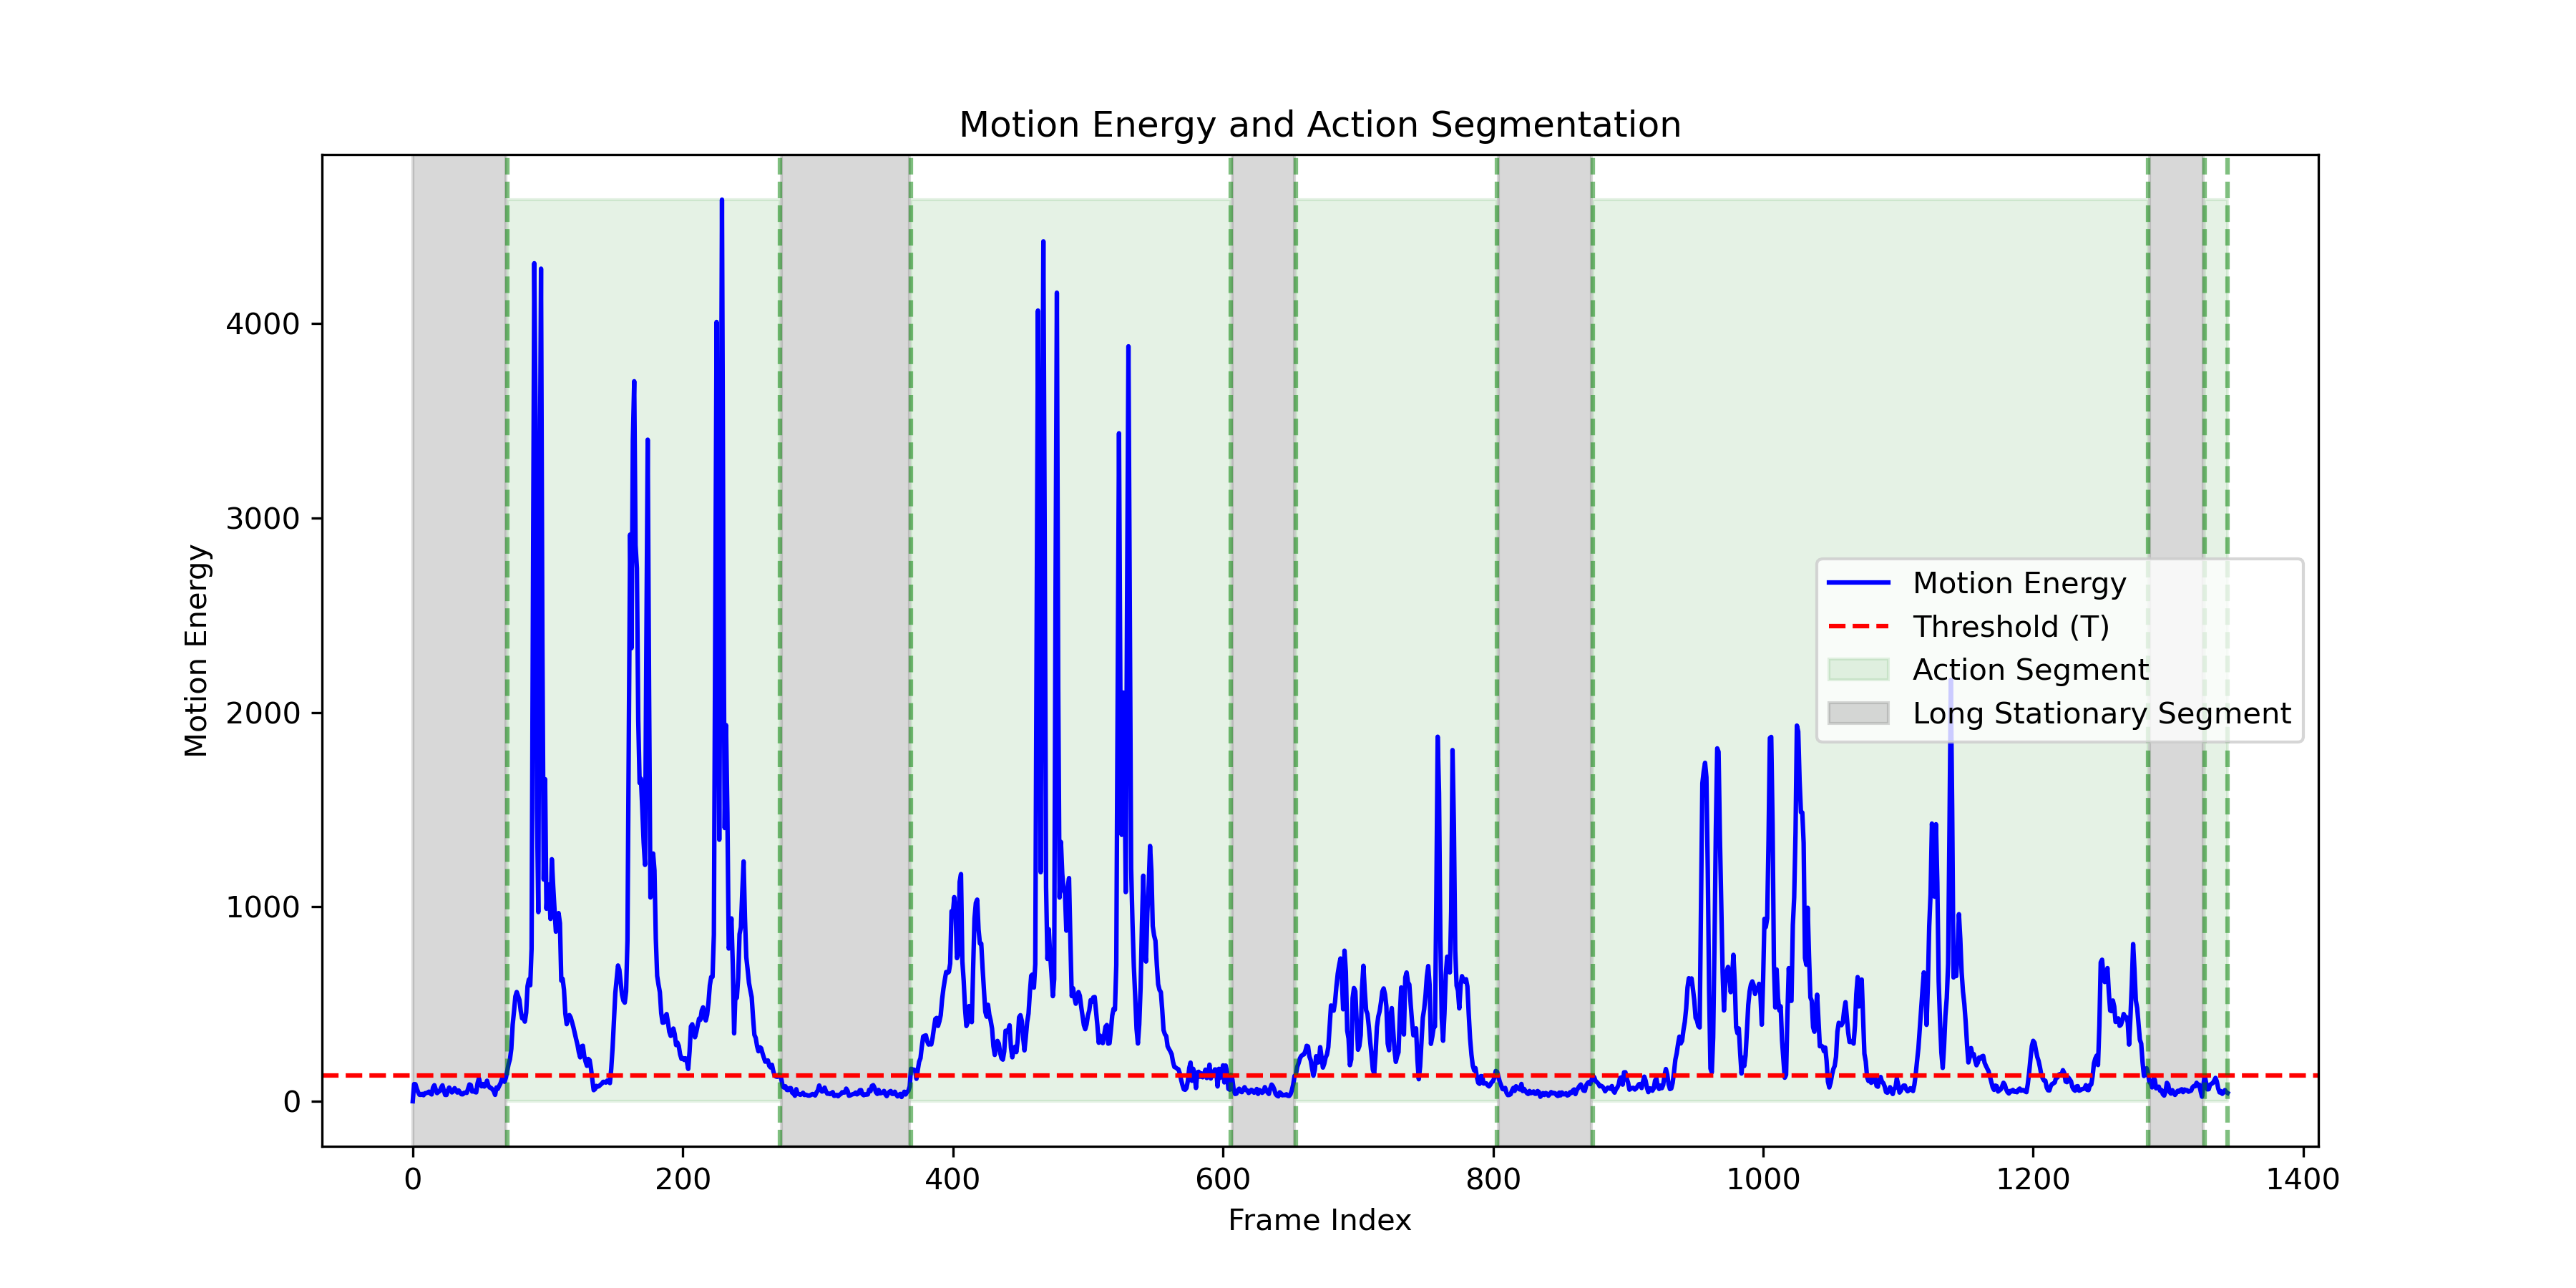 Motion Energy and Action Segmentation
Motion Energy
4000
3000
2000
1000
0
Motion Energy
Threshold (T)
Action Segment
Long Stationary Segment
0 200 400 600 800 1000 1200 1400
Frame Index